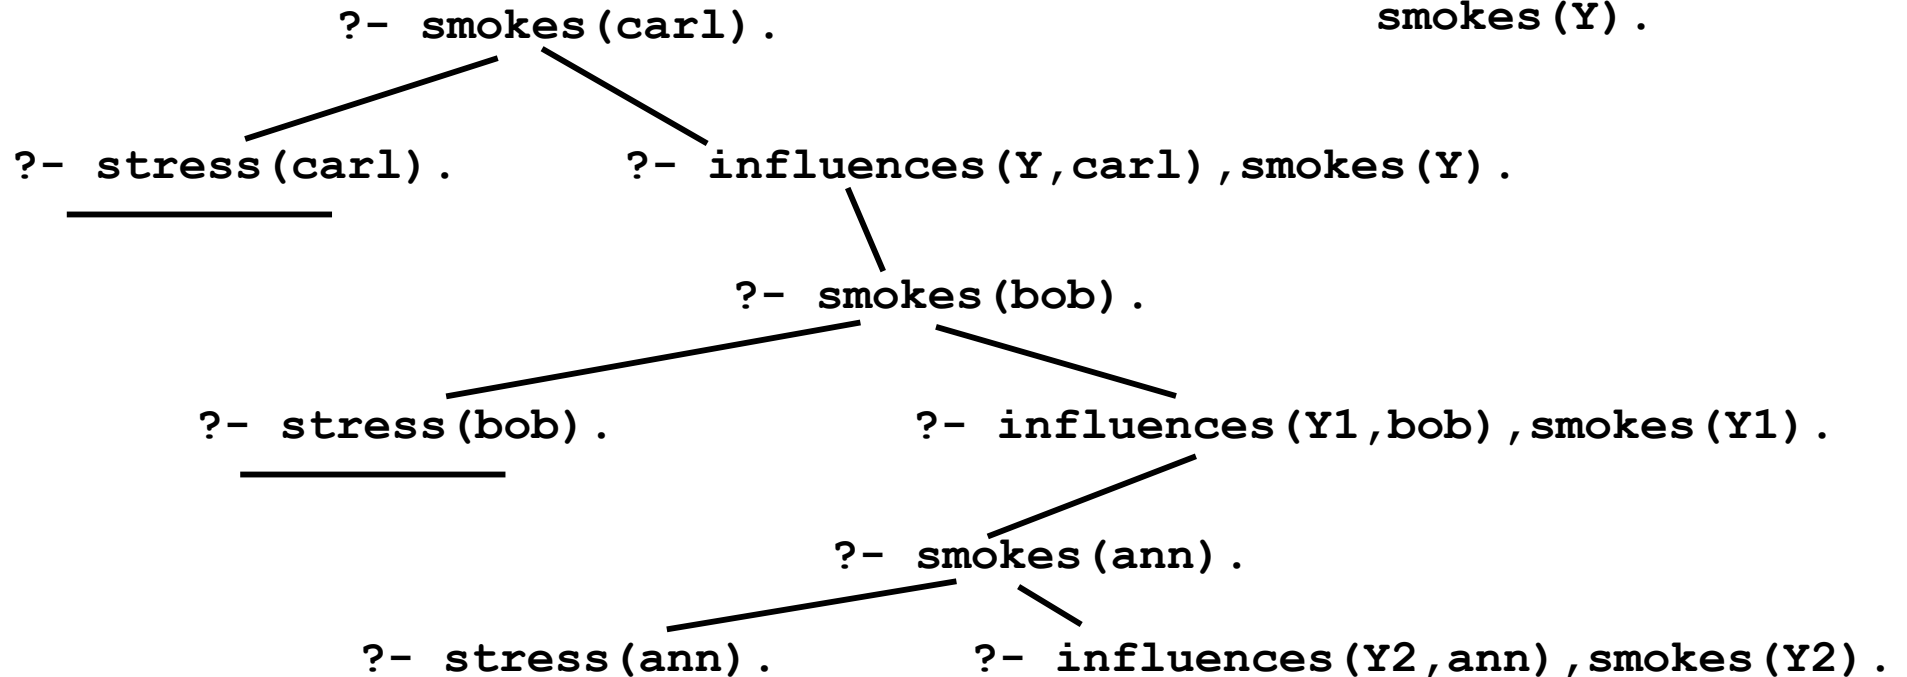 ?- smokes(carl).
smokes(Y).
?- stress(carl).
?- influences(Y,carl),smokes(Y).
?- smokes(bob).
?- stress(bob).
?- influences(Y1,bob),smokes(Y1).
?- smokes(ann).
?- stress(ann).
?- influences(Y2,ann),smokes(Y2).